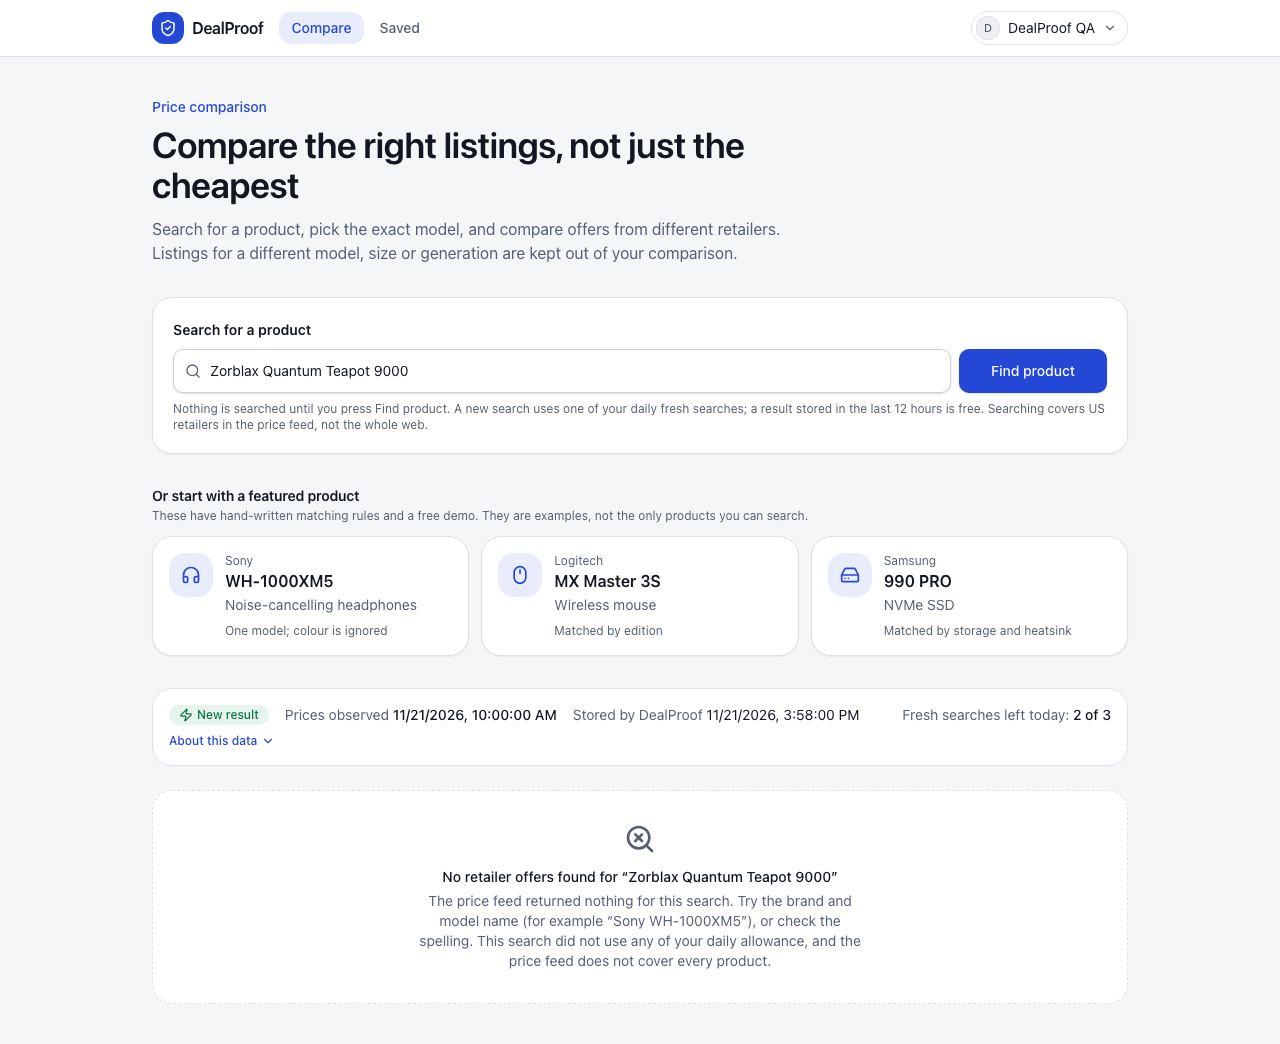 DealProof
Compare
Saved
D
DealProof QA
Price comparison
Compare the right listings, not just the
cheapest
Search for a product, pick the exact model, and compare offers from different retailers.
Listings for a different model, size or generation are kept out of your comparison.
Search for a product
Zorblax Quantum Teapot 9000
Find product
Nothing is searched until you press Find product. A new search uses one of your daily fresh searches; a result stored in the last 12 hours is free. Searching covers US
retailers in the price feed, not the whole web.
Or start with a featured product
These have hand-written matching rules and a free demo. They are examples, not the only products you can search.
Sony
WH-1000XM5
Noise-cancelling headphones
One model; colour is ignored
Logitech
MX Master 3S
Wireless mouse
Matched by edition
Samsung
990 PRO
NVMe SSD
Matched by storage and heatsink
New result
Prices observed 11/21/2026, 10:00:00 AM
Stored by DealProof 11/21/2026, 3:58:00 PM
Fresh searches left today: 2 of 3
About this data
No retailer offers found for “Zorblax Quantum Teapot 9000”
The price feed returned nothing for this search. Try the brand and
model name (for example “Sony WH-1000XM5”), or check the
spelling. This search did not use any of your daily allowance, and the
price feed does not cover every product.